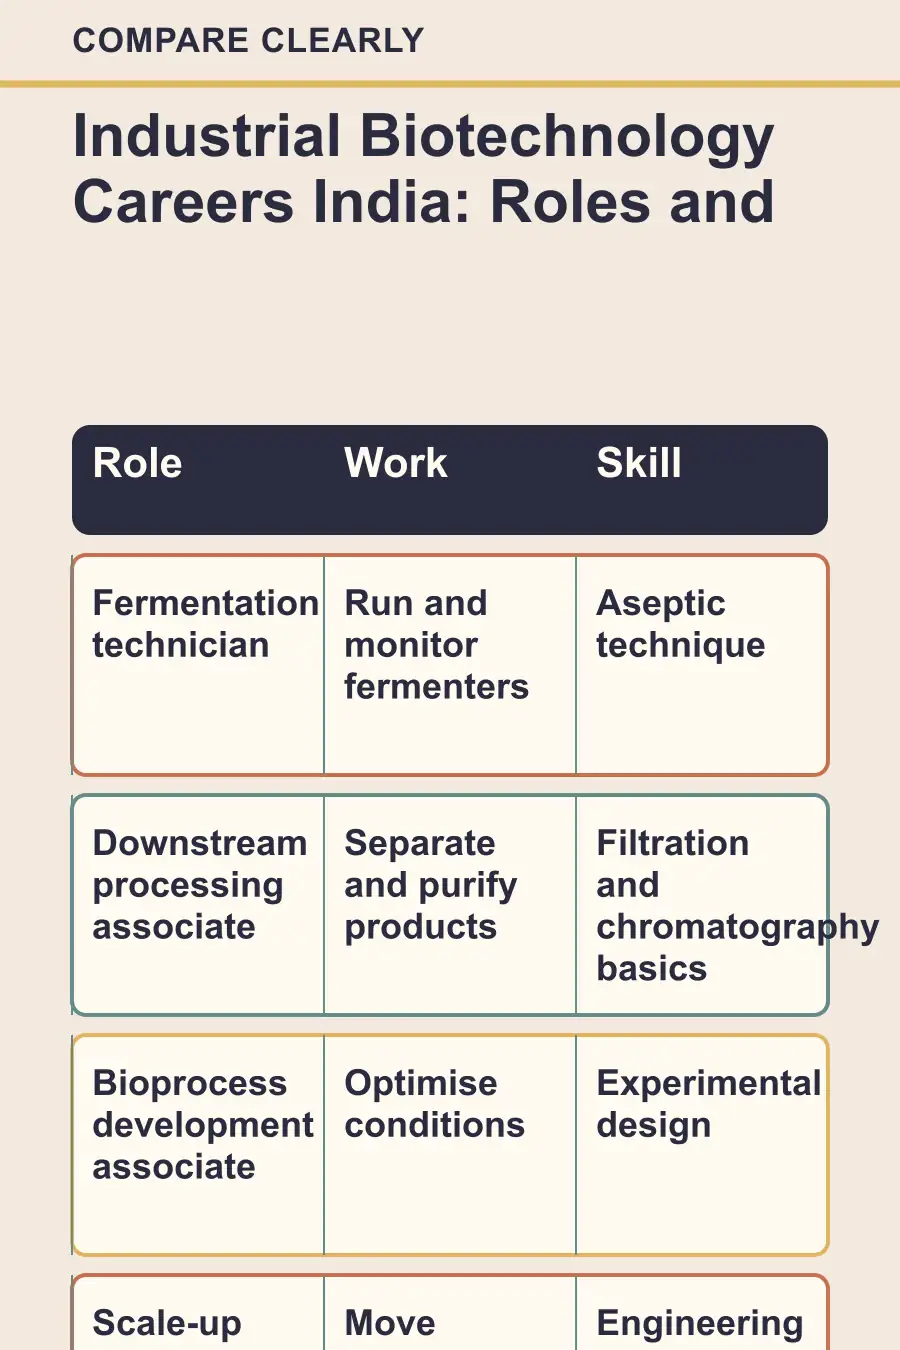 COMPARE CLEARLY
Industrial Biotechnology
Careers India: Roles and
Role Work Skill
Fermentation
technician
Run and
monitor
fermenters
Aseptic
technique
Downstream
processing
associate
Separate
and purify
products
Filtration
and
chromatography
basics
Bioprocess
development
associate
Optimise
conditions
Experimental
design
Scale-up
Move
Engineering